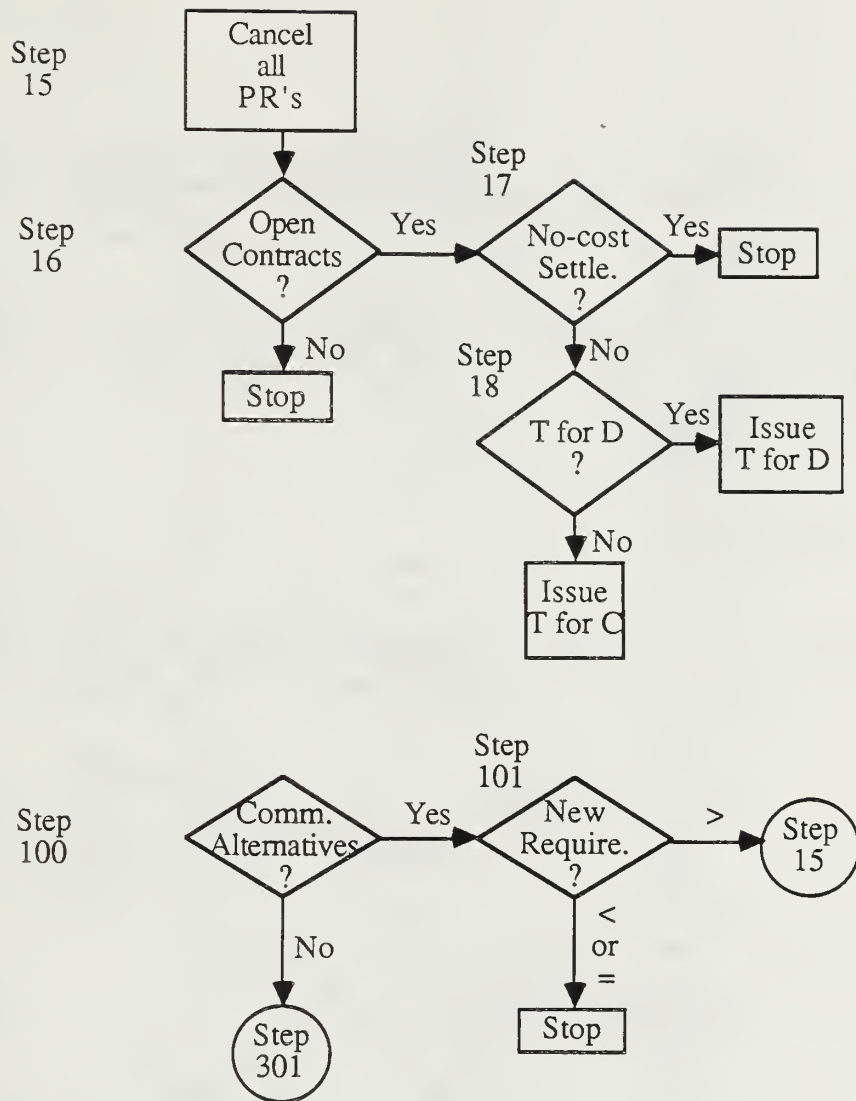 Step
15
Cancel
all
PR's
Step
16
Open
Contracts
?
Yes
Step
17
No-cost
Settle.
?
Yes
Stop
No
Stop
No
Step
18
T for D
?
Yes
Issue
T for D
No
Issue
T for C
Step
100
Comm.
Alternatives
?
Yes
Step
101
New
Require.
?
>
Step
15
No
<
or
=
Step
301
Stop